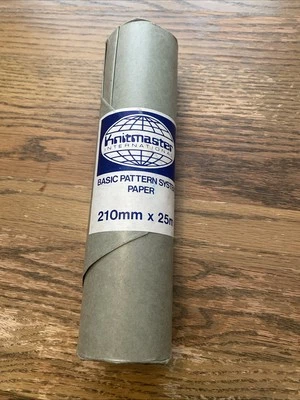 Knitmaster
INTERNATIONAL
BASIC PATTERN SYSTEM
PAPER
210mm x 25m